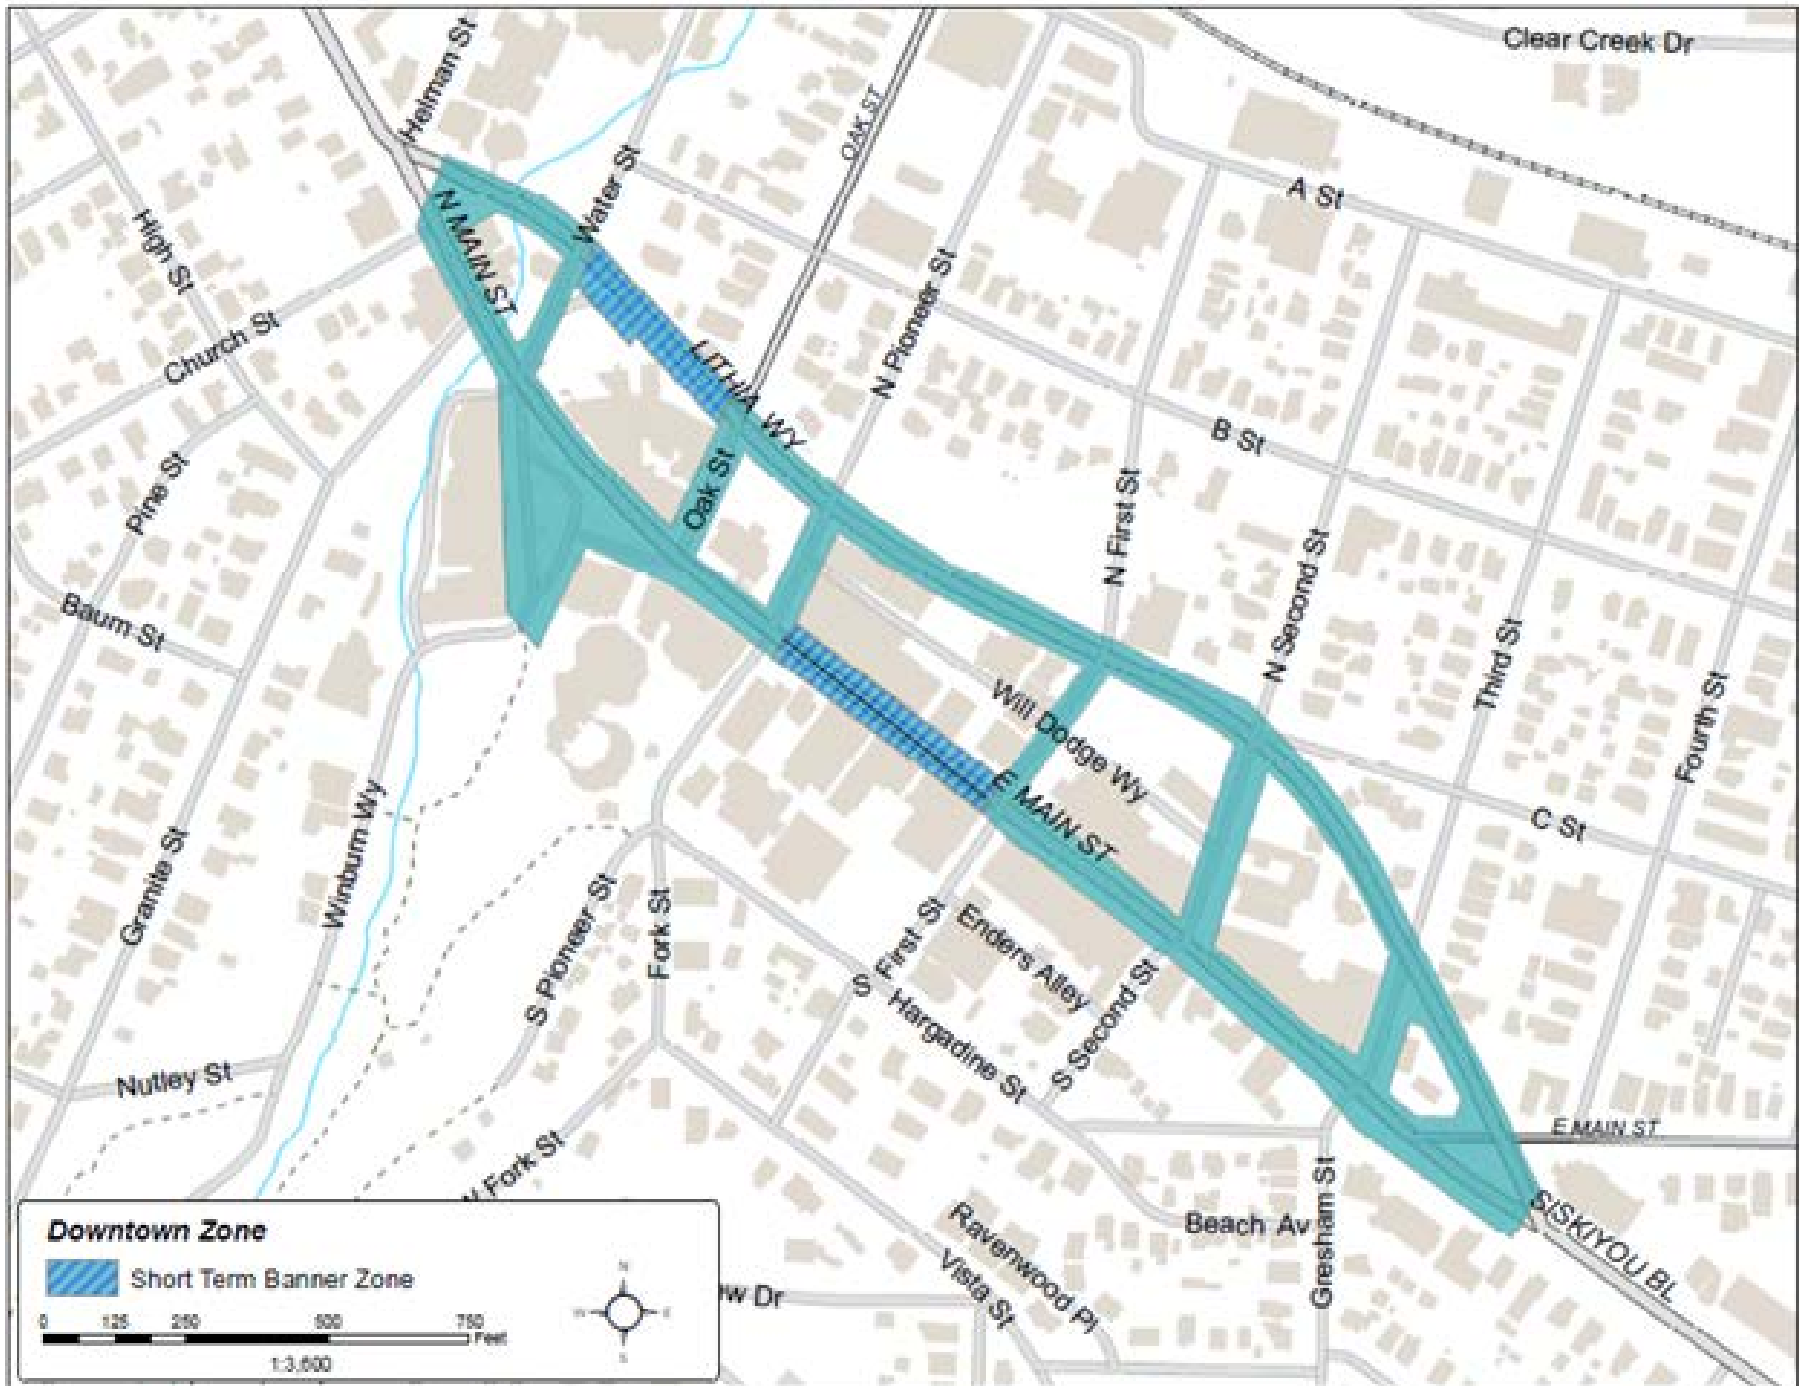 Clear Creek Dr
Helman St
OAK ST
Water St
A St
N MAIN ST
High St
N Pioneer St
Church St
LITHIA WY
B St
Pine St
Oak St
N First St
N Second St
Baum St
Third St
Will Dodge Wy
Fourth St
E MAIN ST
C St
Winburn Wy
Granite St
S Pioneer St
Fork St
S First St
Enders Alley
S Second St
Hargadine St
Nutley St
E MAIN ST
Fork St
Beach Av
Gresham St
SISKIYOU BL
Ravenwood Pl
Vista St
Dr
Downtown Zone
Short Term Banner Zone
0 125 250 500 750
Feet
1:3,600
N
W E
S